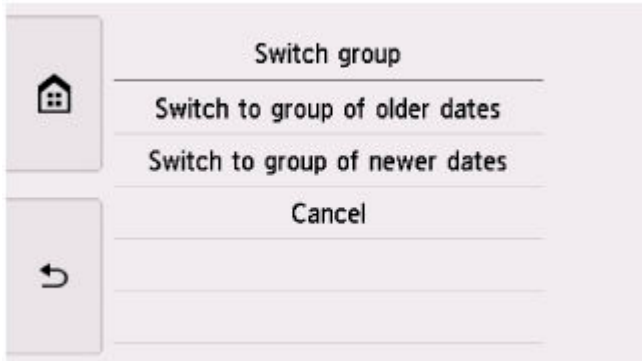 Switch group
Switch to group of older dates
Switch to group of newer dates
Cancel